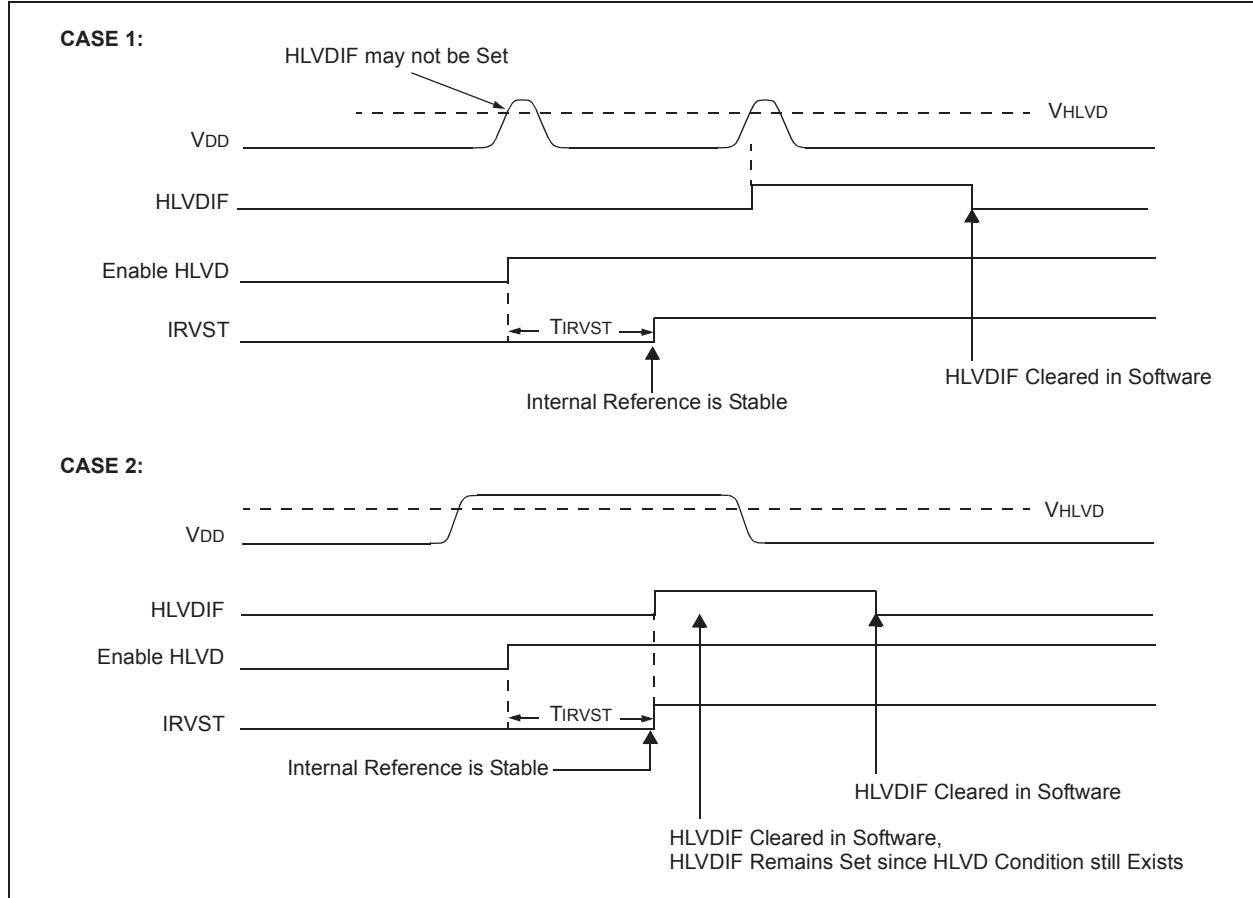 CASE 1:
HLVDIF may not be Set
VHLVD
VDD
HLVDIF
Enable HLVD
TIRVST
IRVST
HLVDIF Cleared in Software
Internal Reference is Stable
CASE 2:
VHLVD
VDD
HLVDIF
Enable HLVD
TIRVST
IRVST
Internal Reference is Stable
HLVDIF Cleared in Software
HLVDIF Cleared in Software,
HLVDIF Remains Set since HLVD Condition still Exists